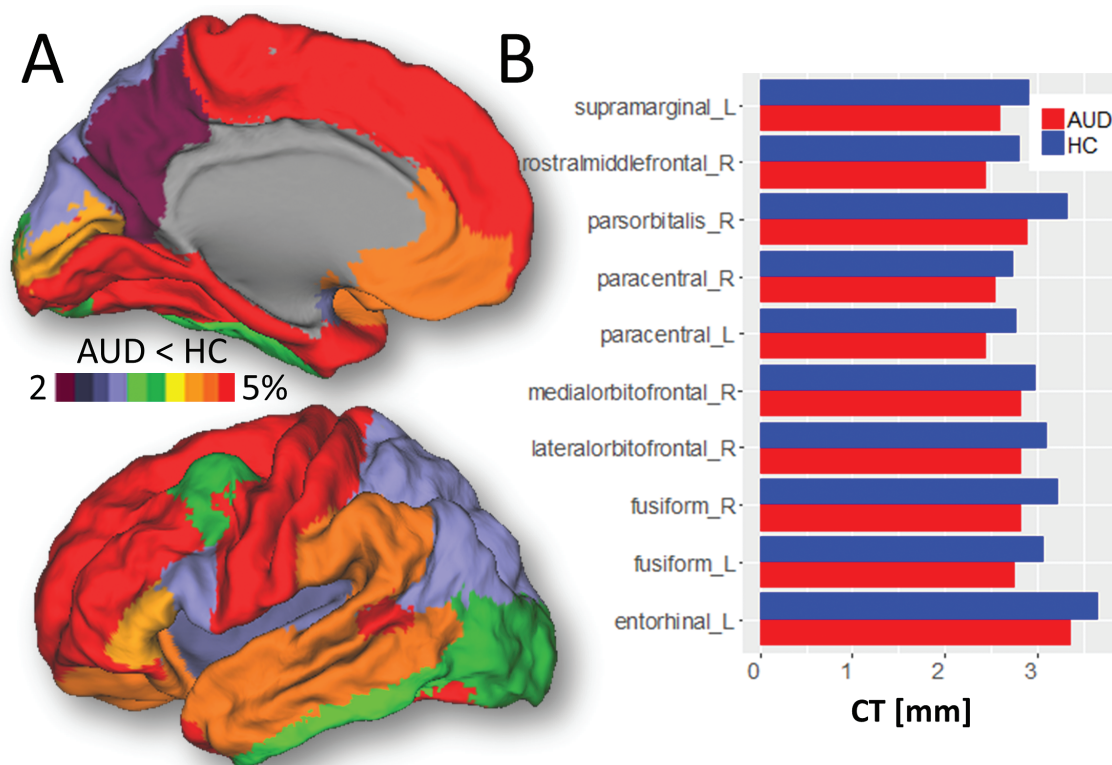 A
AUD < HC
2 5%
B
supramarginal_L
rostralmiddlefrontal_R
parsorbitalis_R
paracentral_R
paracentral_L
medialorbitofrontal_R
lateralorbitofrontal_R
fusiform_R
fusiform_L
entorhinal_L
AUD
HC
0 1 2 3
CT [mm]